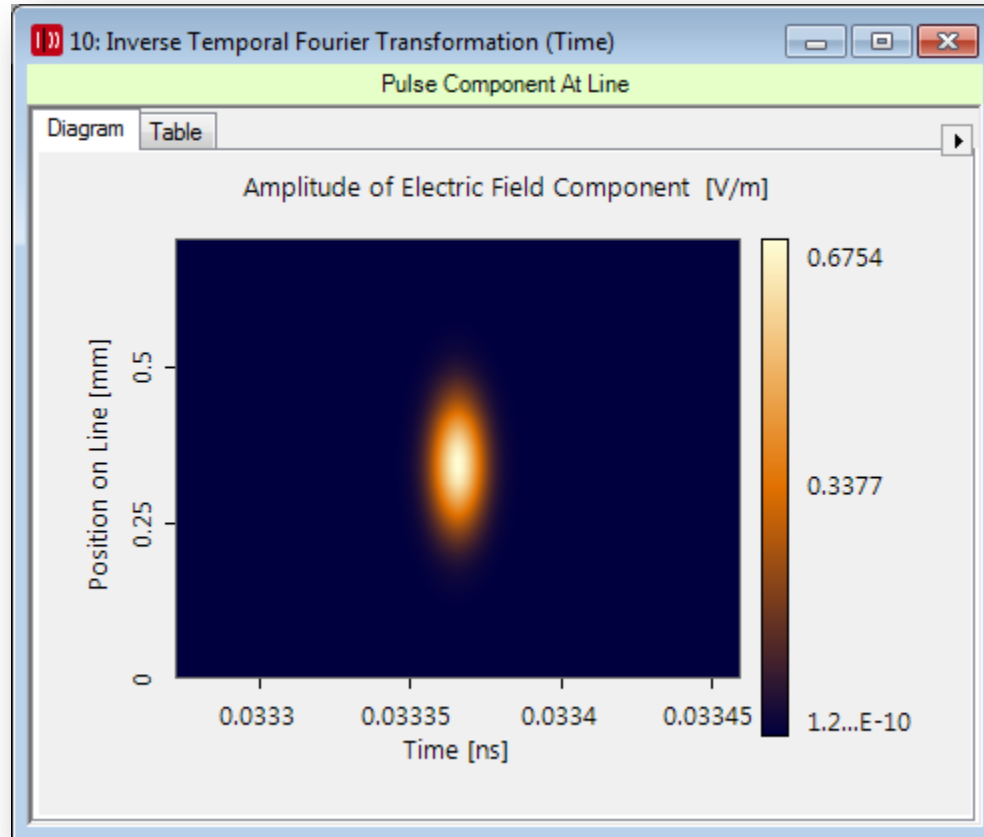 10: Inverse Temporal Fourier Transformation (Time)
Pulse Component At Line
Diagram Table
Amplitude of Electric Field Component [V/m]
0.6754
0.3377
1.2...E-10
Position on Line [mm]
0.5
0.25
0
0.0333 0.03335 0.0334 0.03345
Time [ns]